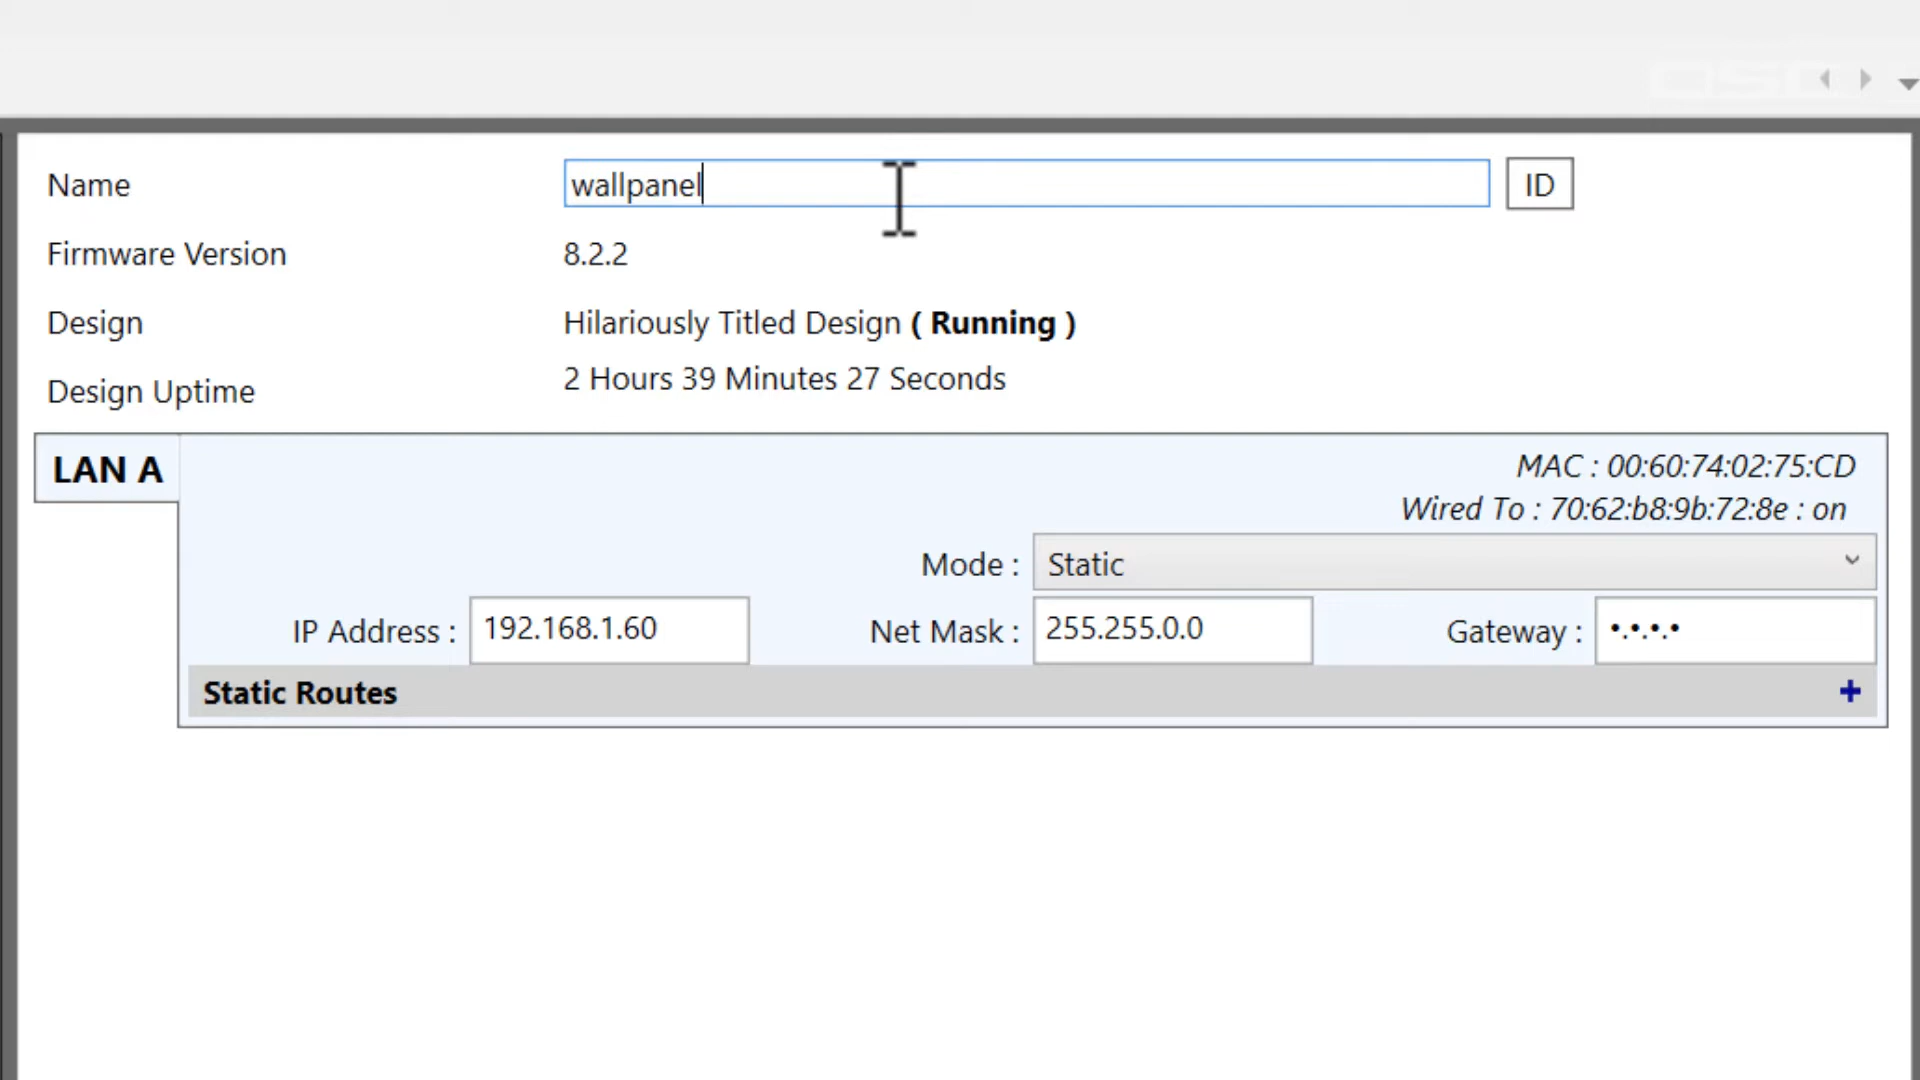 QSC
Name wallpanel ID
Firmware Version 8.2.2
Design Hilariously Titled Design ( Running )
Design Uptime 2 Hours 39 Minutes 27 Seconds
LAN A
MAC : 00:60:74:02:75:CD
Wired To : 70:62:b8:9b:72:8e : on
Mode : Static
IP Address : 192.168.1.60 Net Mask : 255.255.0.0 Gateway : •.•.•.•
Static Routes +